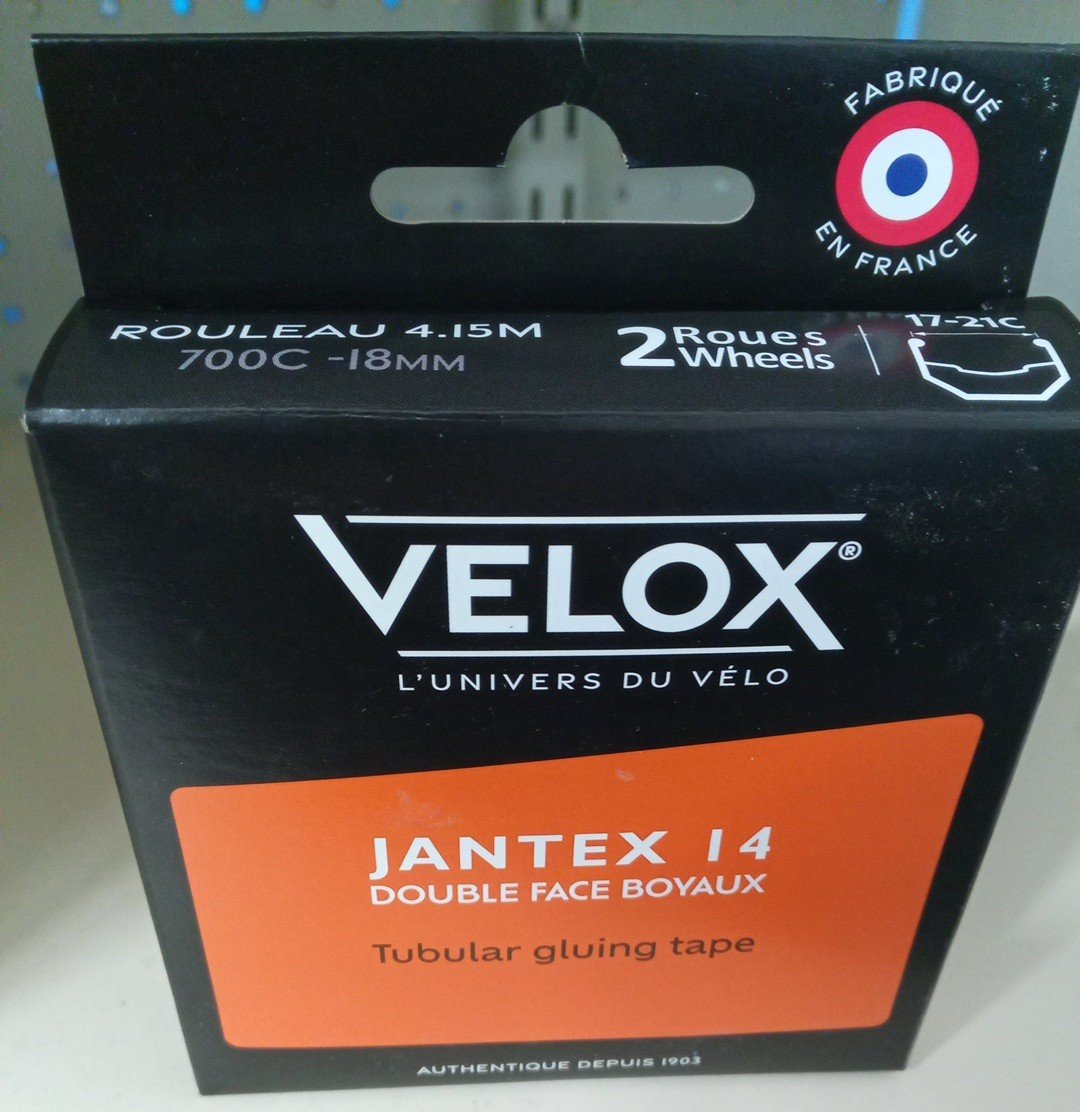 FABRIQUÉ
EN FRANCE
ROULEAU 4.15M
700C -18MM
2 Roues
Wheels
17-21C
VELOX®
L'UNIVERS DU VÉLO
JANTEX 14
DOUBLE FACE BOYAUX
Tubular gluing tape
AUTHENTIQUE DEPUIS 1903